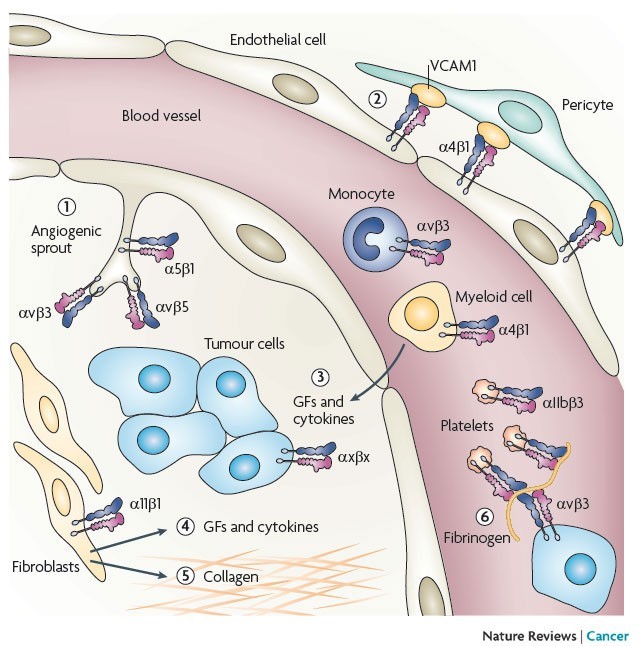 Endothelial cell
VCAM1
2
Pericyte
Blood vessel
α4β1
Monocyte
1
Angiogenic
sprout
αvβ3
α5β1
Myeloid cell
αvβ3
αvβ5
α4β1
Tumour cells
3
GFs and
cytokines
αIIbβ3
Platelets
αxβx
α11β1
αvβ3
6
4 GFs and cytokines
Fibrinogen
Fibroblasts
5 Collagen
Nature Reviews | Cancer